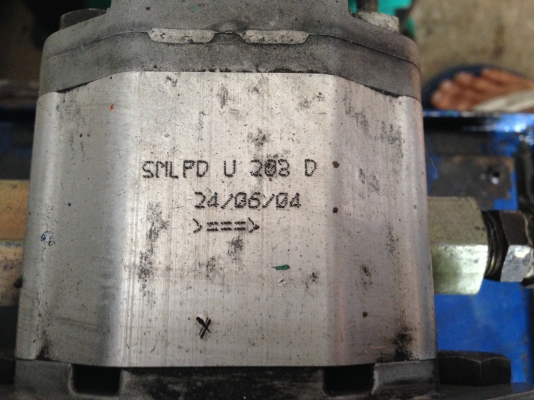 SMLPD U 208 D
24/06/04
>===>
X